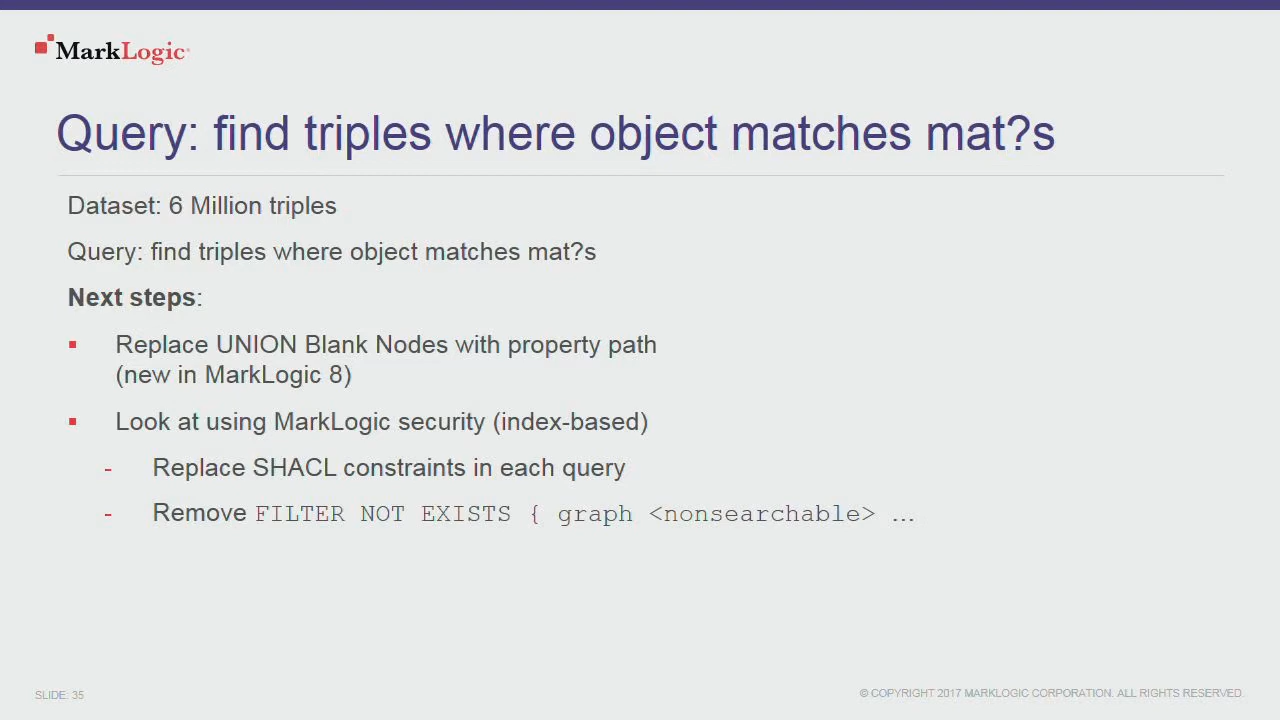 MarkLogic
Query: find triples where object matches mat?s
Dataset: 6 Million triples
Query: find triples where object matches mat?s
Next steps:
▪ Replace UNION Blank Nodes with property path
(new in MarkLogic 8)
▪ Look at using MarkLogic security (index-based)
- Replace SHACL constraints in each query
- Remove FILTER NOT EXISTS { graph <nonsearchable> …
SLIDE: 35
© COPYRIGHT 2017 MARKLOGIC CORPORATION. ALL RIGHTS RESERVED.